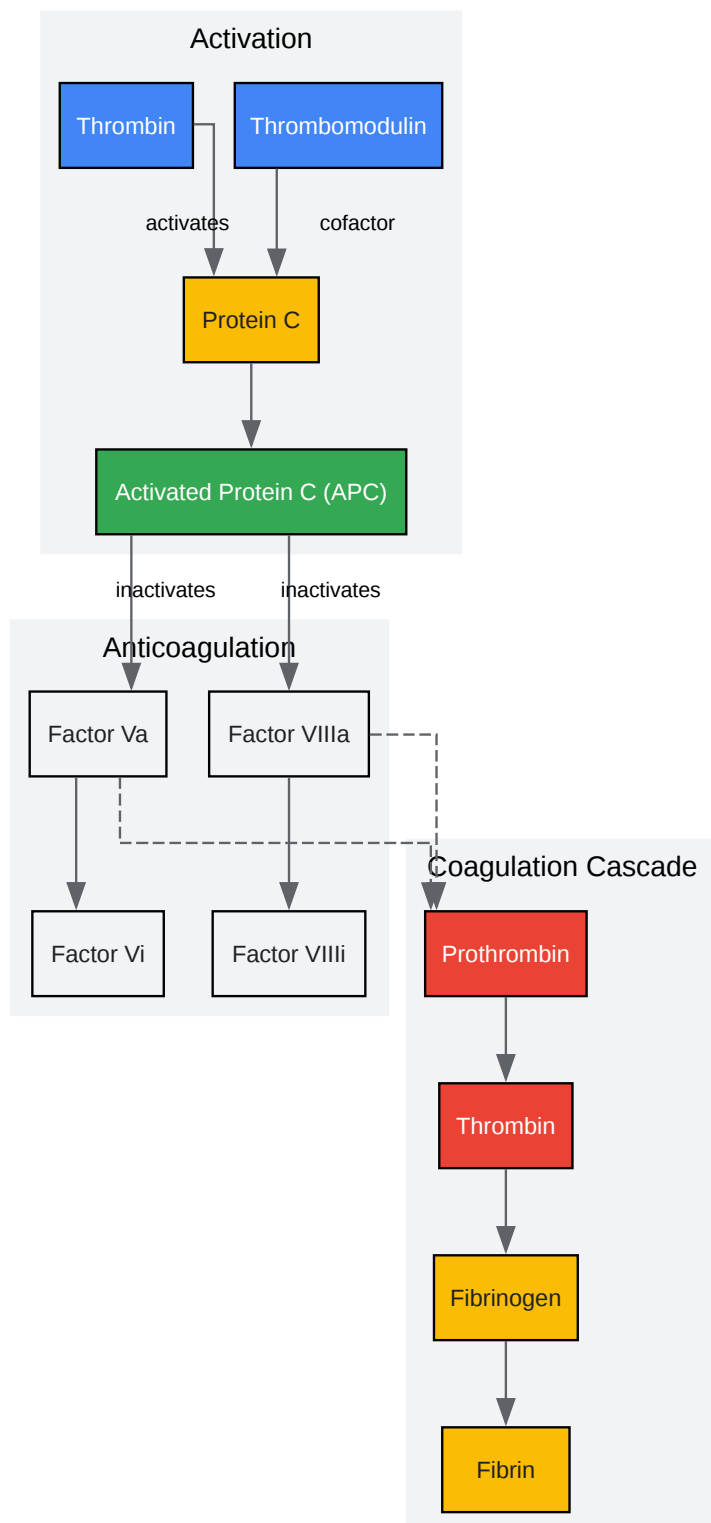 Activation
Thrombin
Thrombomodulin
activates
cofactor
Protein C
Activated Protein C (APC)
inactivates
inactivates
Anticoagulation
Factor Va
Factor VIIIa
Coagulation Cascade
Factor Vi
Factor VIIIi
Prothrombin
Thrombin
Fibrinogen
Fibrin